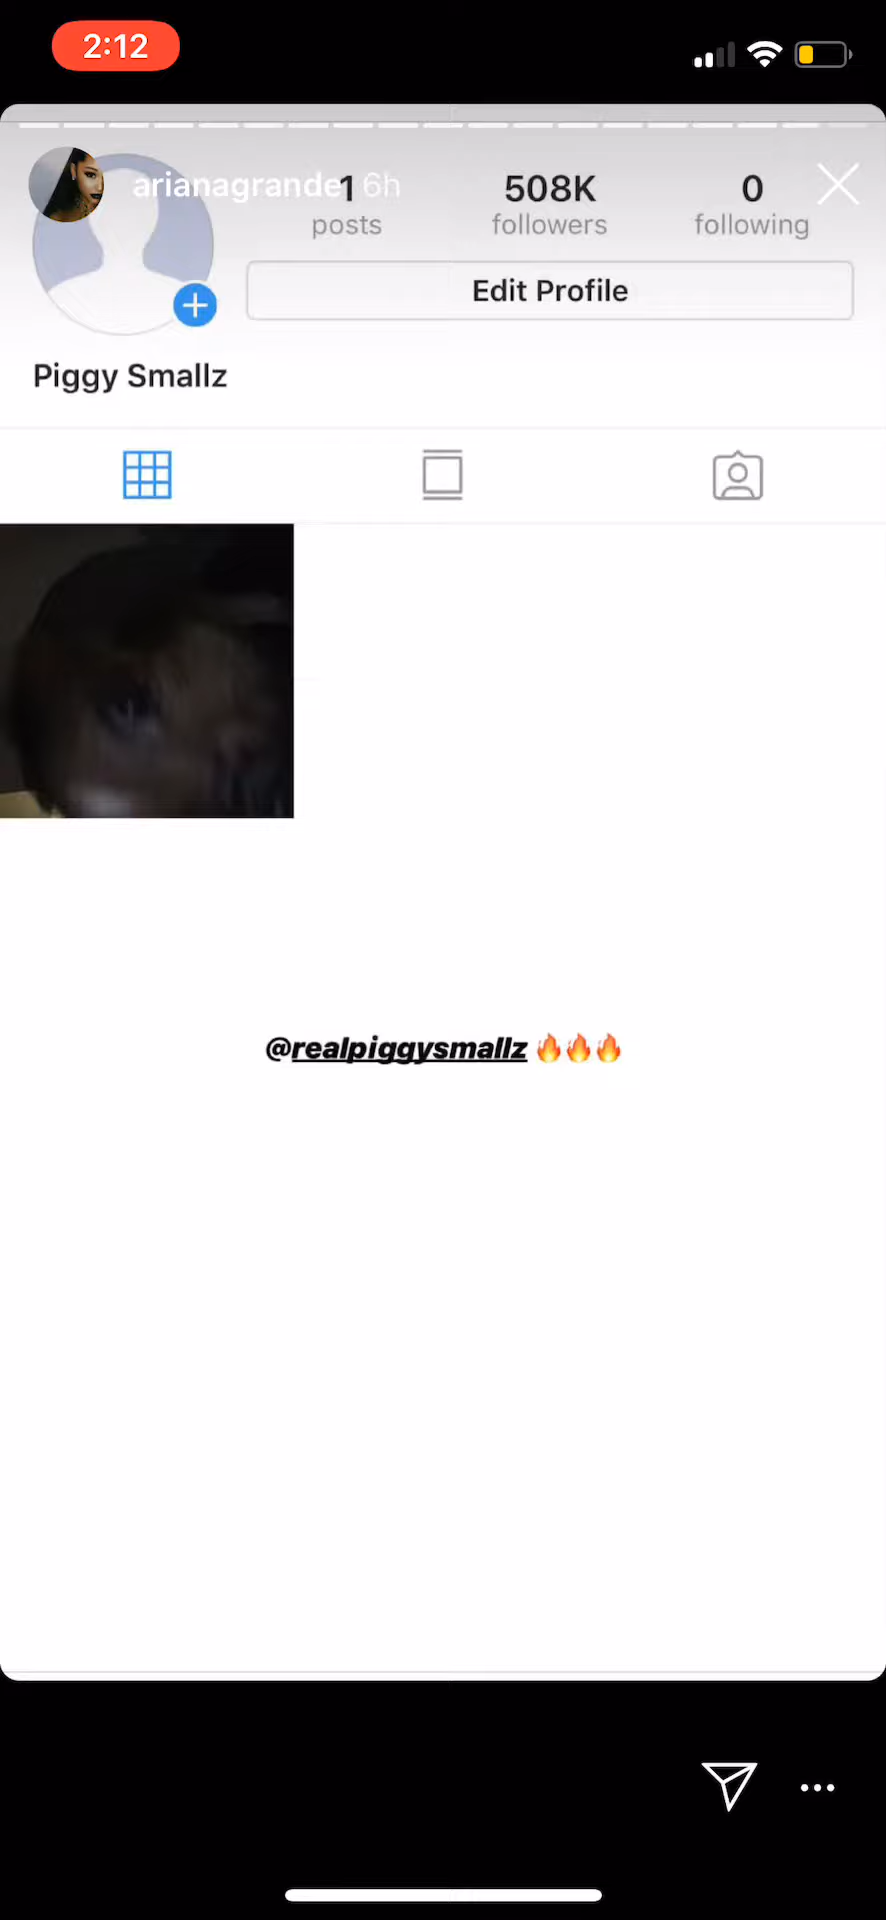 2:12
arianagrande 6h
1 508K 0
posts followers following
Edit Profile
Piggy Smallz
@realpiggysmallz 🔥🔥🔥